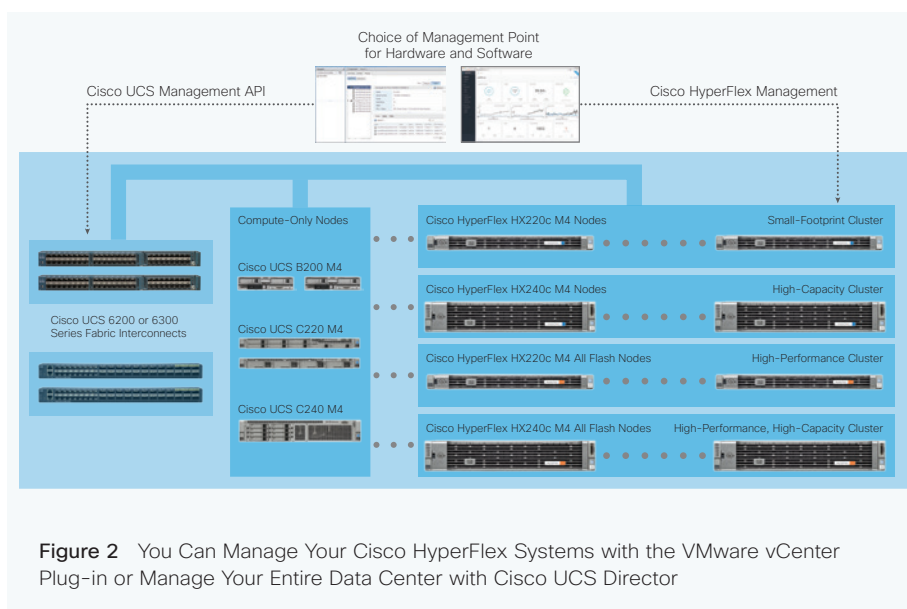 Choice of Management Point
for Hardware and Software
Cisco UCS Management API
Cisco HyperFlex Management
Compute-Only Nodes
Cisco HyperFlex HX220c M4 Nodes
Small-Footprint Cluster
Cisco UCS B200 M4
Cisco HyperFlex HX240c M4 Nodes
High-Capacity Cluster
Cisco UCS 6200 or 6300
Series Fabric Interconnects
Cisco UCS C220 M4
Cisco HyperFlex HX220c M4 All Flash Nodes
High-Performance Cluster
Cisco UCS C240 M4
Cisco HyperFlex HX240c M4 All Flash Nodes
High-Performance, High-Capacity Cluster
Figure 2 You Can Manage Your Cisco HyperFlex Systems with the VMware vCenter
Plug-in or Manage Your Entire Data Center with Cisco UCS Director